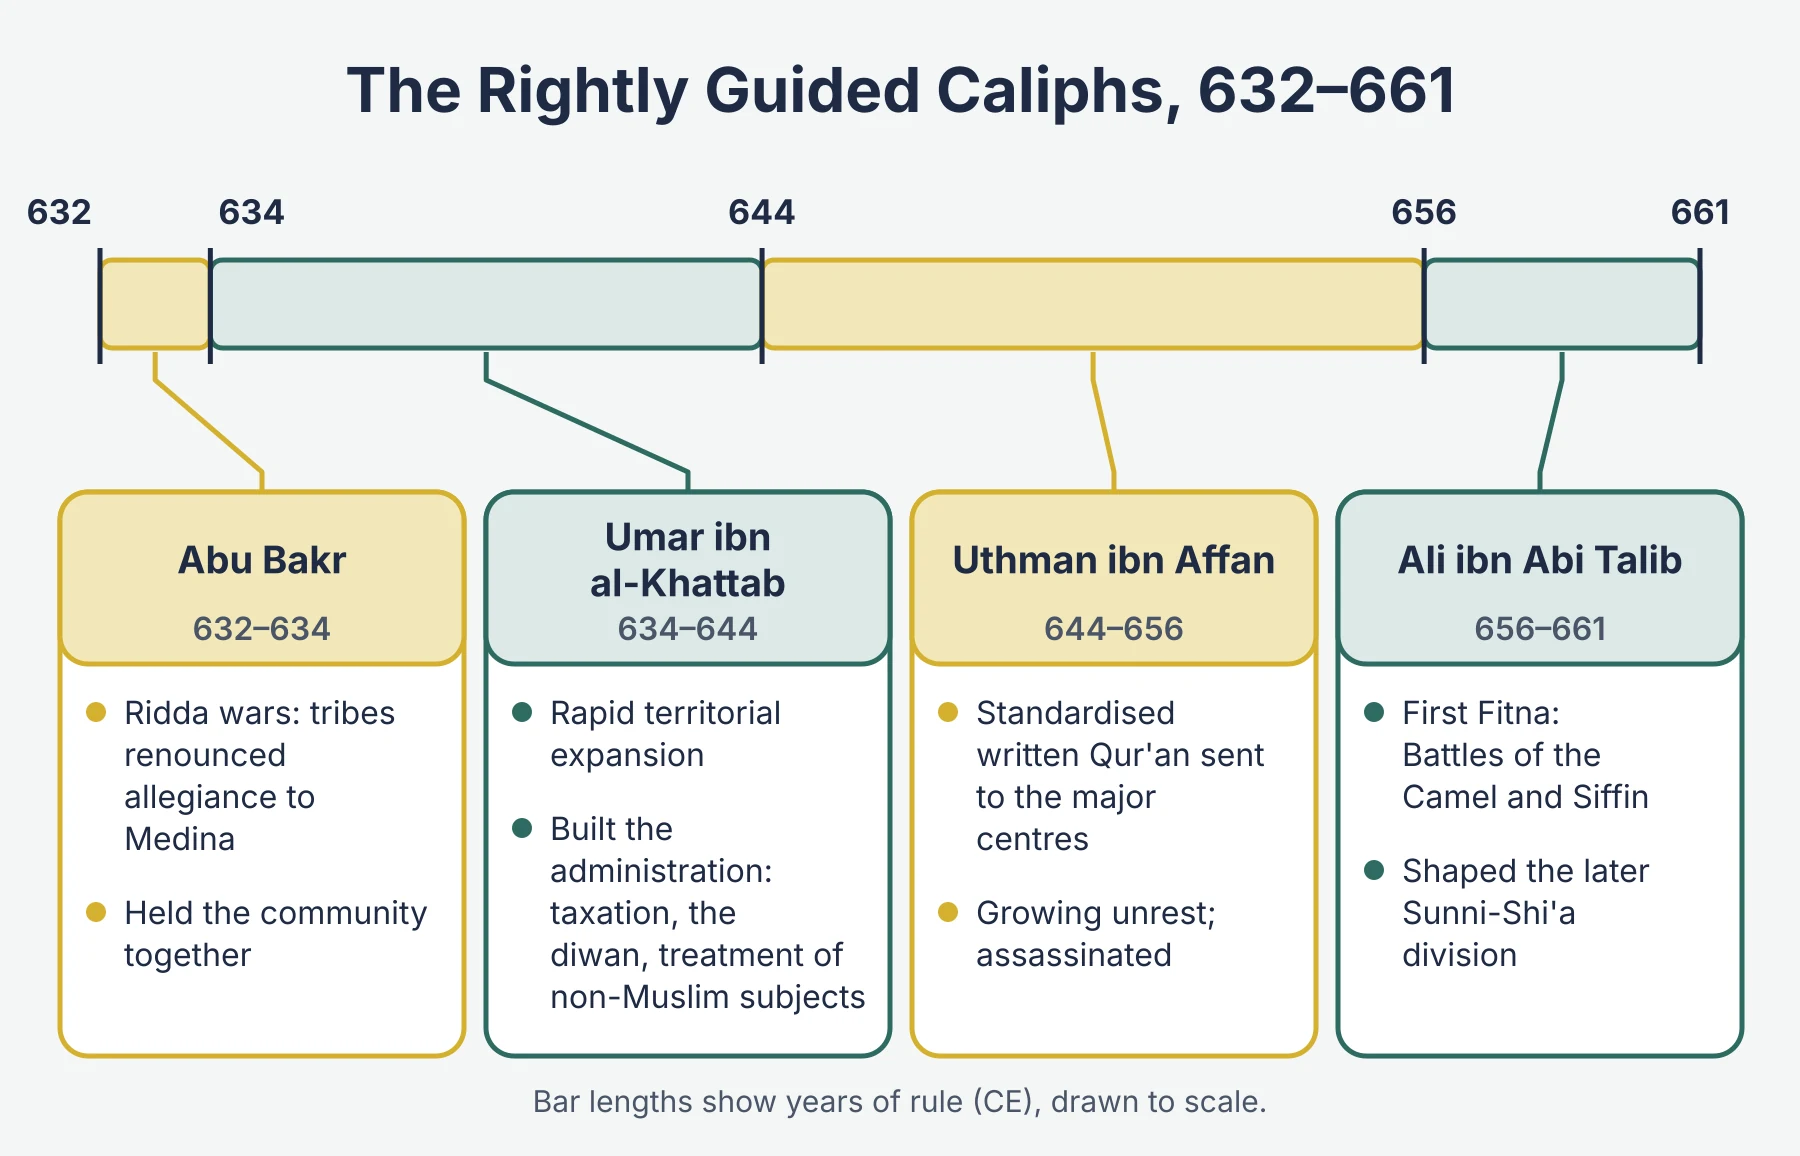 The Rightly Guided Caliphs, 632–661
632
634
644
656
661
Abu Bakr
632–634
Ridda wars: tribes
renounced
allegiance to
Medina
Held the community
together
Umar ibn
al-Khattab
634–644
Rapid territorial
expansion
Built the
administration:
taxation, the
diwan, treatment of
non-Muslim subjects
Uthman ibn Affan
644–656
Standardised
written Qur'an sent
to the major
centres
Growing unrest;
assassinated
Ali ibn Abi Talib
656–661
First Fitna:
Battles of the
Camel and Siffin
Shaped the later
Sunni-Shi'a
division
Bar lengths show years of rule (CE), drawn to scale.